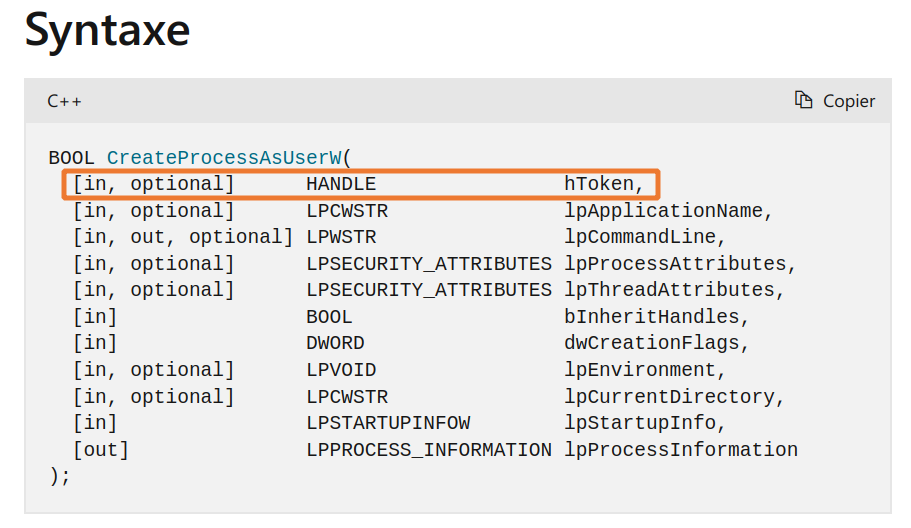 Syntaxe
C++ Copier
BOOL CreateProcessAsUserW(
[in, optional] HANDLE hToken,
[in, optional] LPCWSTR lpApplicationName,
[in, out, optional] LPWSTR lpCommandLine,
[in, optional] LPSECURITY_ATTRIBUTES lpProcessAttributes,
[in, optional] LPSECURITY_ATTRIBUTES lpThreadAttributes,
[in] BOOL bInheritHandles,
[in] DWORD dwCreationFlags,
[in, optional] LPVOID lpEnvironment,
[in, optional] LPCWSTR lpCurrentDirectory,
[in] LPSTARTUPINFOW lpStartupInfo,
[out] LPPROCESS_INFORMATION lpProcessInformation
);